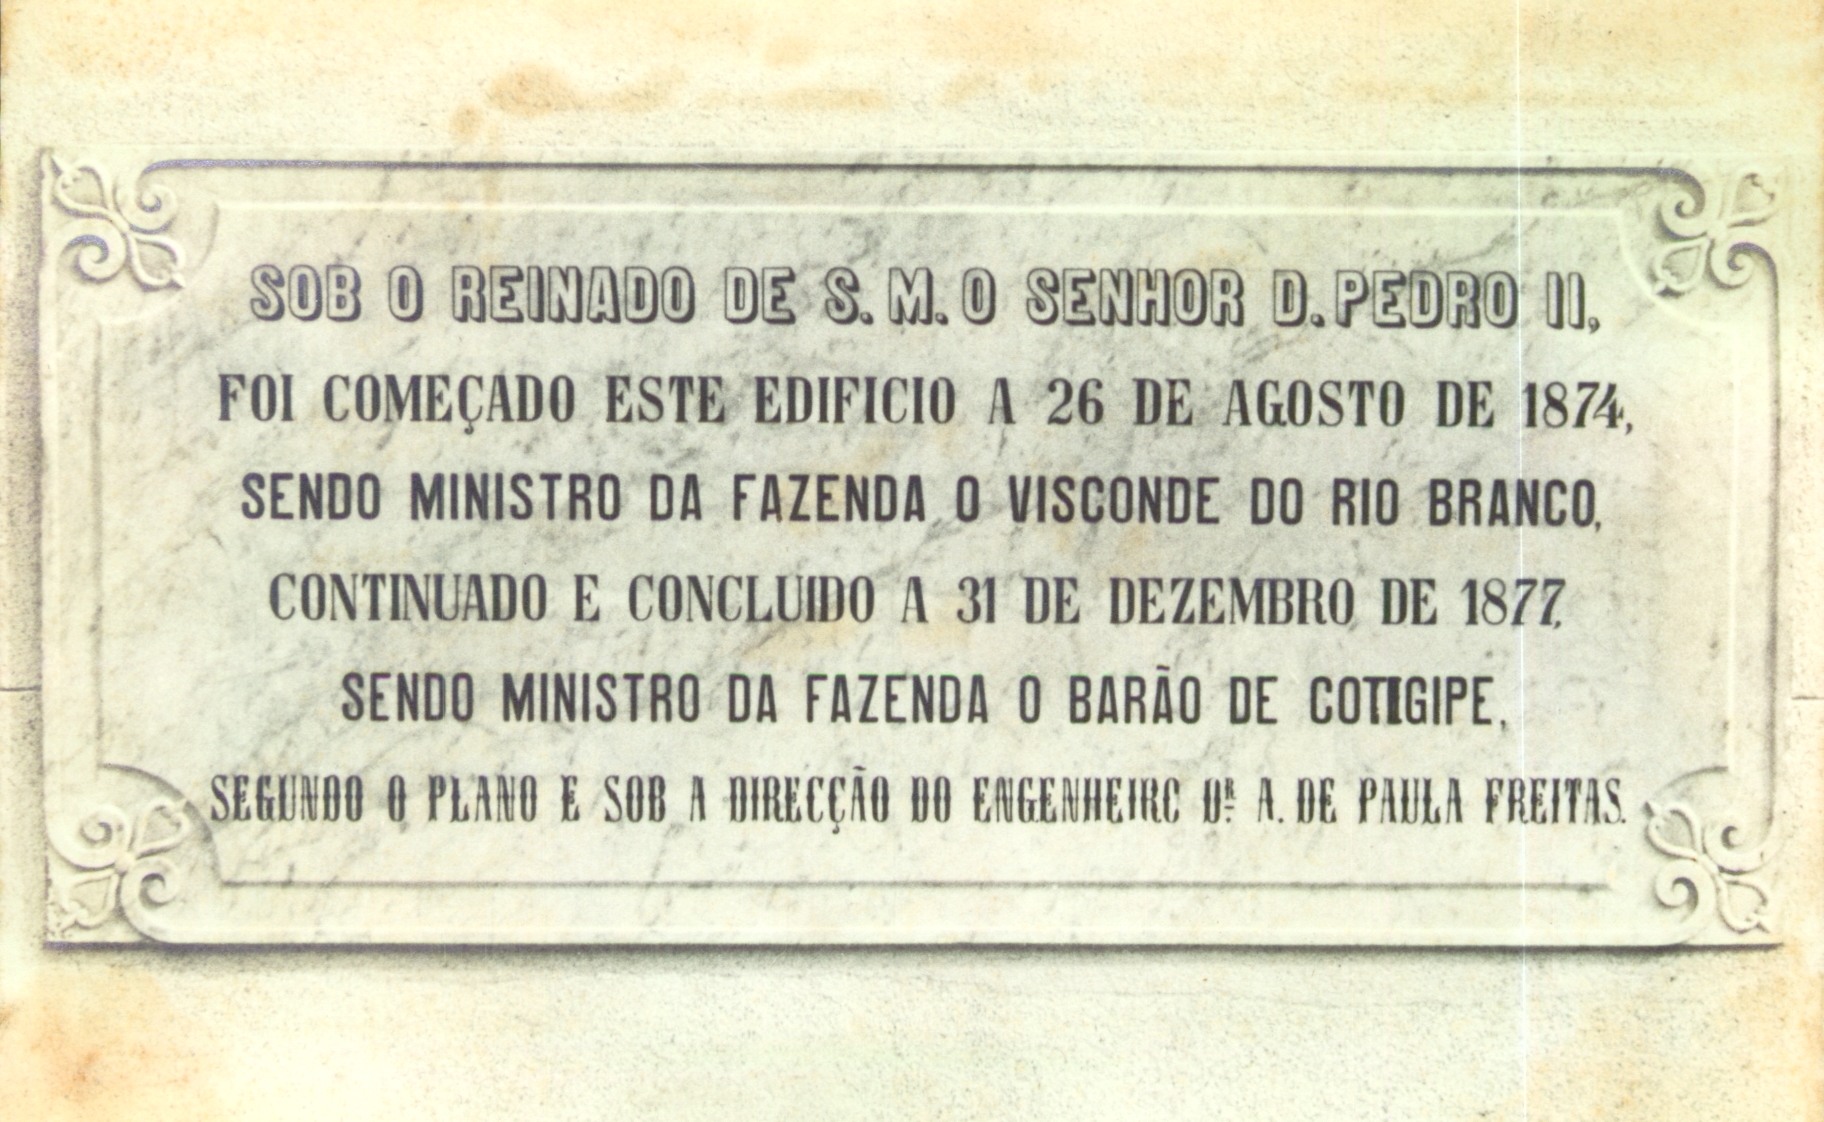 SOB O REINADO DE S. M. O SENHOR D. PEDRO II,
FOI COMEÇADO ESTE EDIFICIO A 26 DE AGOSTO DE 1874,
SENDO MINISTRO DA FAZENDA O VISCONDE DO RIO BRANCO,
CONTINUADO E CONCLUIDO A 31 DE DEZEMBRO DE 1877,
SENDO MINISTRO DA FAZENDA O BARÃO DE COTIGIPE,
SEGUNDO O PLANO E SOB A DIRECÇÃO DO ENGENHEIRO DR. A. DE PAULA FREITAS.